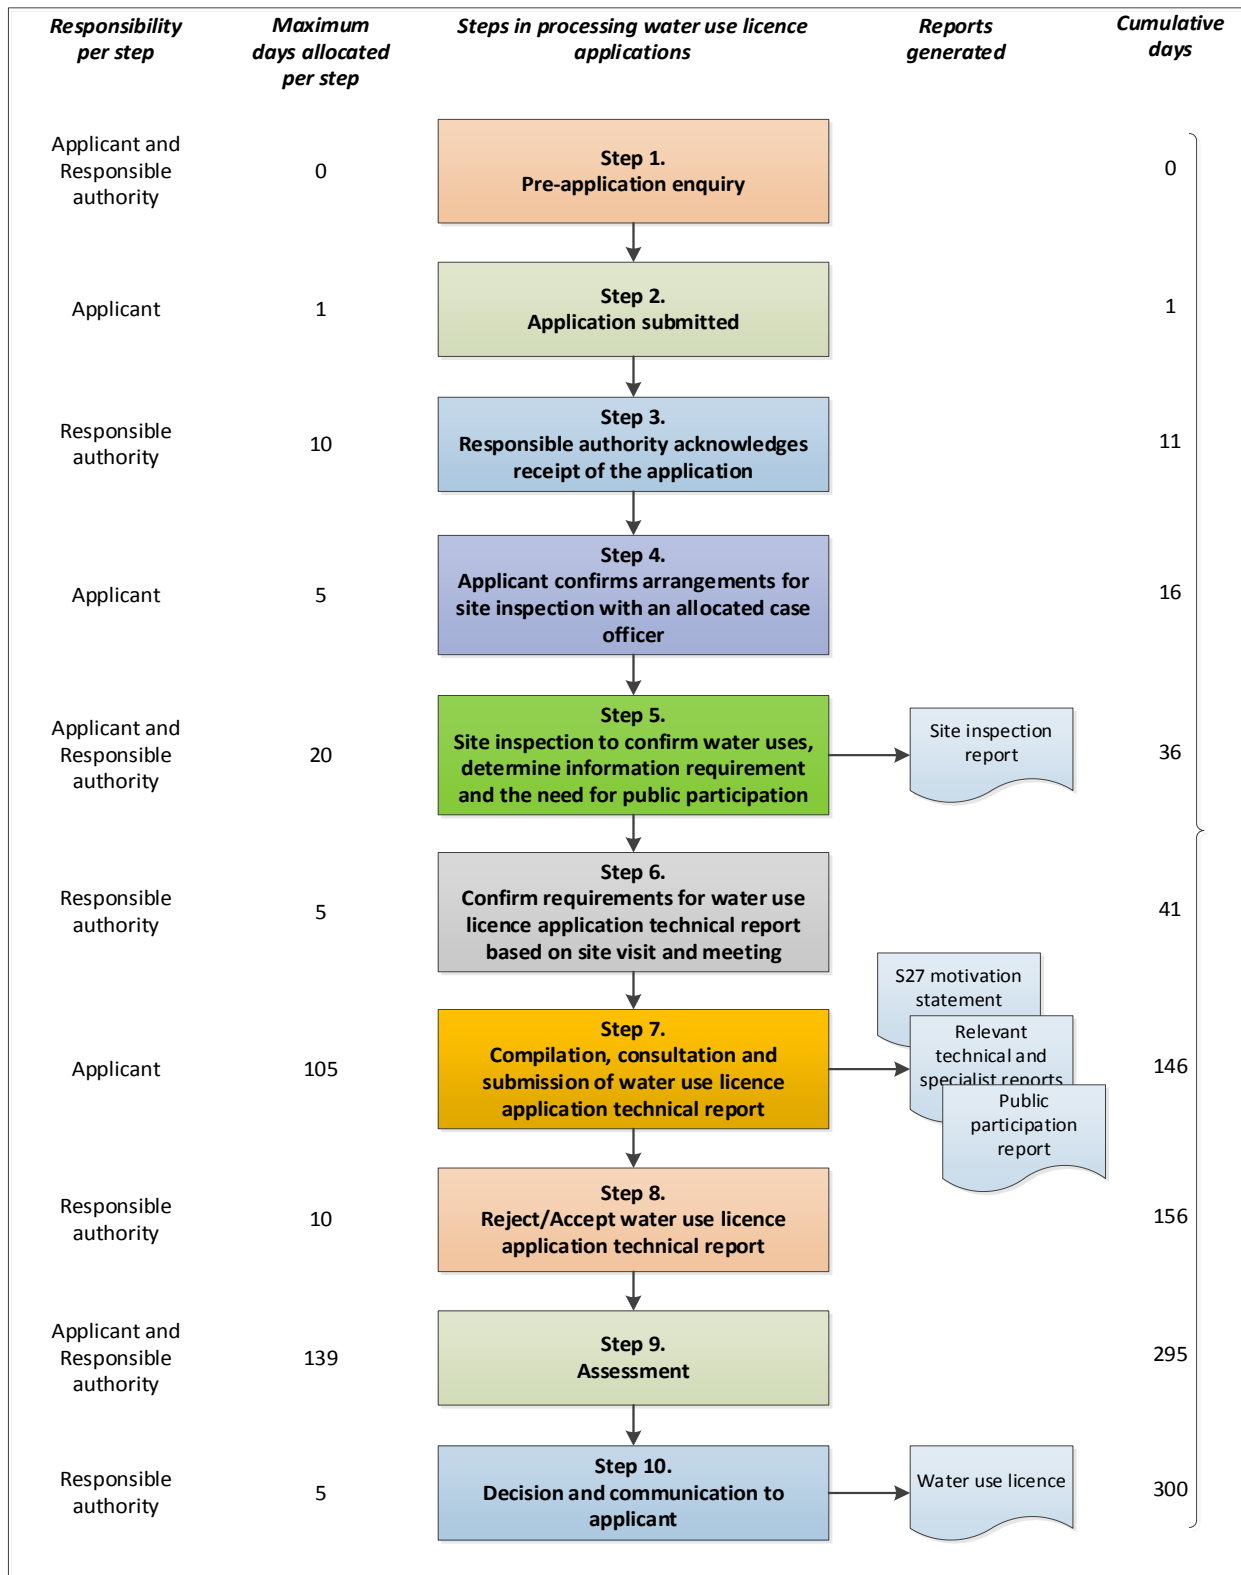 Responsibility
per step
Maximum
days allocated
per step
Steps in processing water use licence
applications
Reports
generated
Cumulative
days
Applicant and
Responsible
authority
0
Step 1.
Pre-application enquiry
0
Applicant
1
Step 2.
Application submitted
1
Responsible
authority
10
Step 3.
Responsible authority acknowledges
receipt of the application
11
Applicant
5
Step 4.
Applicant confirms arrangements for
site inspection with an allocated case
officer
16
Applicant and
Responsible
authority
20
Step 5.
Site inspection to confirm water uses,
determine information requirement
and the need for public participation
Site inspection
report
36
Responsible
authority
5
Step 6.
Confirm requirements for water use
licence application technical report
based on site visit and meeting
41
Applicant
105
Step 7.
Compilation, consultation and
submission of water use licence
application technical report
S27 motivation
statement
Relevant
technical and
specialist reports
Public
participation
report
146
Responsible
authority
10
Step 8.
Reject/Accept water use licence
application technical report
156
Applicant and
Responsible
authority
139
Step 9.
Assessment
295
Responsible
authority
5
Step 10.
Decision and communication to
applicant
Water use licence
300